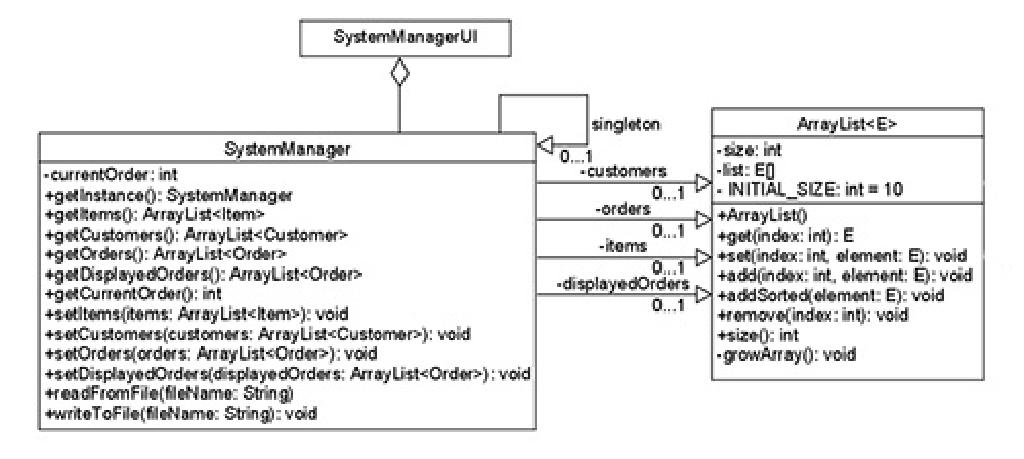 SystemManagerUI
singleton
0...1
SystemManager
-currentOrder: int
+getInstance(): SystemManager
+getItems(): ArrayList<Item>
+getCustomers(): ArrayList<Customer>
+getOrders(): ArrayList<Order>
+getDisplayedOrders(): ArrayList<Order>
+getCurrentOrder(): int
+setItems(items: ArrayList<Item>): void
+setCustomers(customers: ArrayList<Customer>): void
+setOrders(orders: ArrayList<Order>): void
+setDisplayedOrders(displayedOrders: ArrayList<Order>): void
+readFromFile(fileName: String)
+writeToFile(fileName: String): void
-customers
0...1
-orders
0...1
-items
0...1
-displayedOrders
0...1
ArrayList<E>
-size: int
-list: E[]
- INITIAL_SIZE: int = 10
+ArrayList()
+get(index: int): E
+set(index: int, element: E): void
+add(index: int, element: E): void
+addSorted(element: E): void
+remove(index: int): void
+size(): int
-growArray(): void